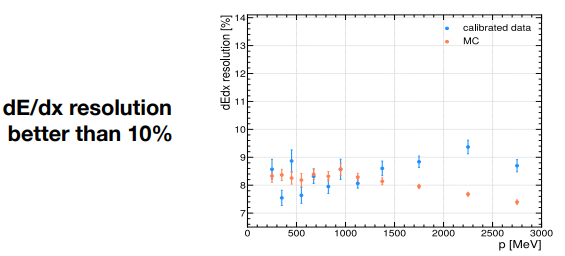 dE/dx resolution
better than 10%
dEdx resolution [%]
14
13
12
11
10
9
8
7
calibrated data
MC
0
500
1000
1500
2000
2500
3000
p [MeV]